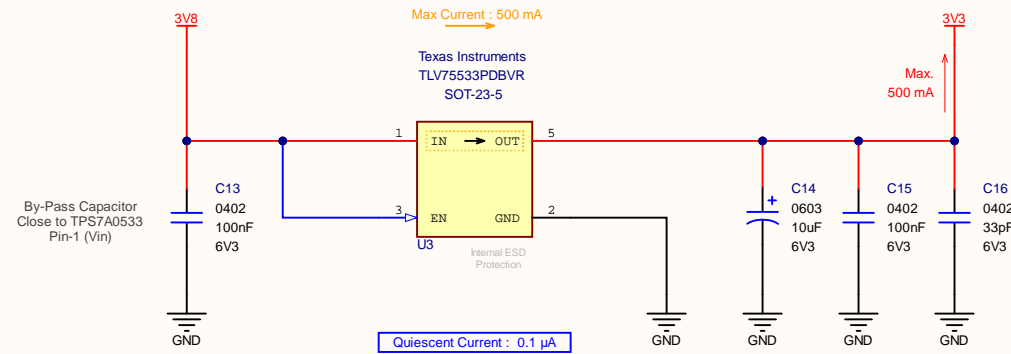 3V8
Max Current : 500 mA
3V3
Texas Instruments
TLV75533PDBVR
SOT-23-5
Max.
500 mA
1
IN
OUT
5
3
EN
GND
2
U3
Internal ESD
Protection
By-Pass Capacitor
Close to TPS7A0533
Pin-1 (Vin)
C13
0402
100nF
6V3
+
C14
0603
10uF
6V3
C15
0402
100nF
6V3
C16
0402
33pF
6V3
GND
GND
GND
GND
GND
Quiescent Current : 0.1 µA